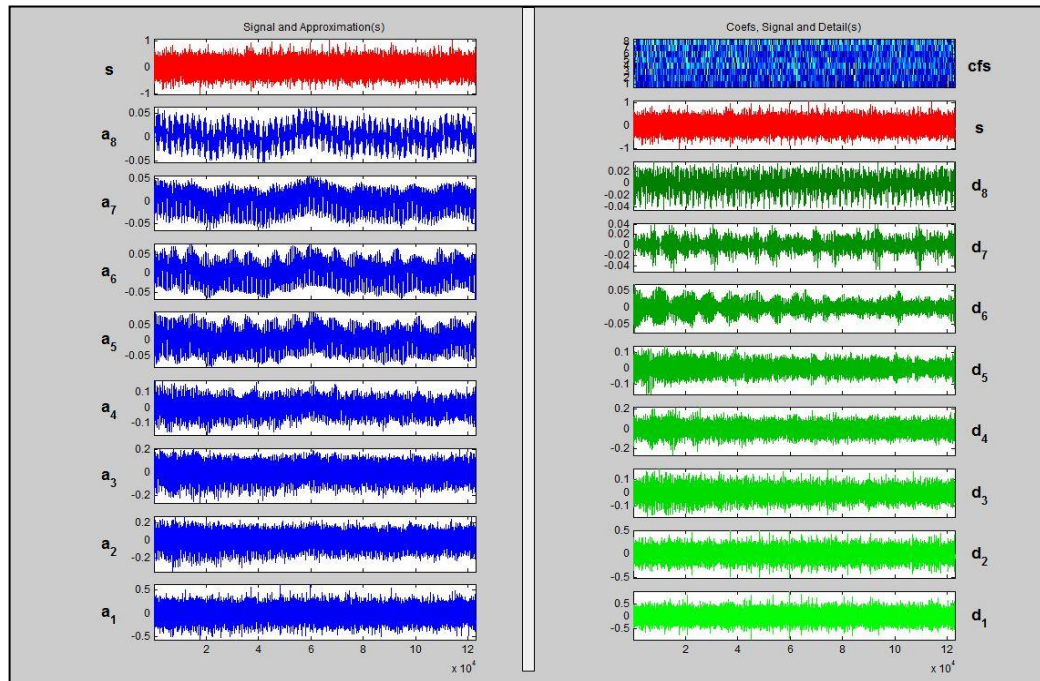 Signal and Approximation(s)
s
1
0
-1
a8
0.05
0
-0.05
a7
0.05
0
-0.05
a6
0.05
0
-0.05
a5
0.05
0
-0.05
a4
0.1
0
-0.1
a3
0.2
0
-0.2
a2
0.2
0
-0.2
a1
0.5
0
-0.5
2 4 6 8 10 12
x 10^4
Coefs, Signal and Detail(s)
cfs
s
1
0
-1
d8
0.02
0
-0.02
-0.04
d7
0.04
0.02
0
-0.02
-0.04
d6
0.05
0
-0.05
d5
0.1
0
-0.1
d4
0.2
0
-0.2
d3
0.1
0
-0.1
d2
0.5
0
-0.5
d1
0.5
0
-0.5
2 4 6 8 10 12
x 10^4